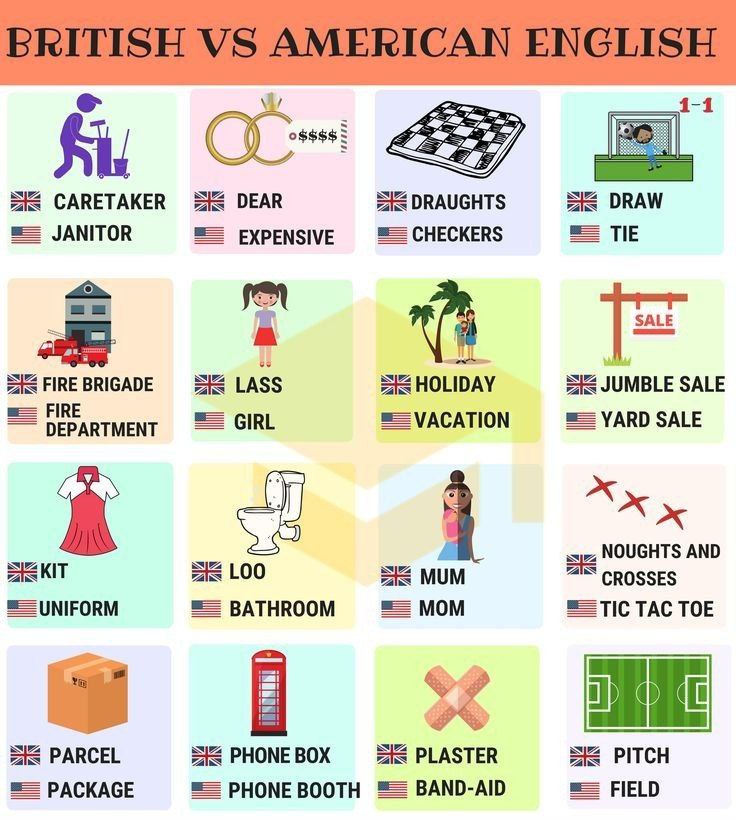 BRITISH VS AMERICAN ENGLISH
CARETAKER
JANITOR
$$$$
DEAR
EXPENSIVE
DRAUGHTS
CHECKERS
1-1
DRAW
TIE
FIRE BRIGADE
FIRE
DEPARTMENT
LASS
GIRL
HOLIDAY
VACATION
SALE
JUMBLE SALE
YARD SALE
KIT
UNIFORM
LOO
BATHROOM
MUM
MOM
NOUGHTS AND
CROSSES
TIC TAC TOE
PARCEL
PACKAGE
PHONE BOX
PHONE BOOTH
PLASTER
BAND-AID
PITCH
FIELD